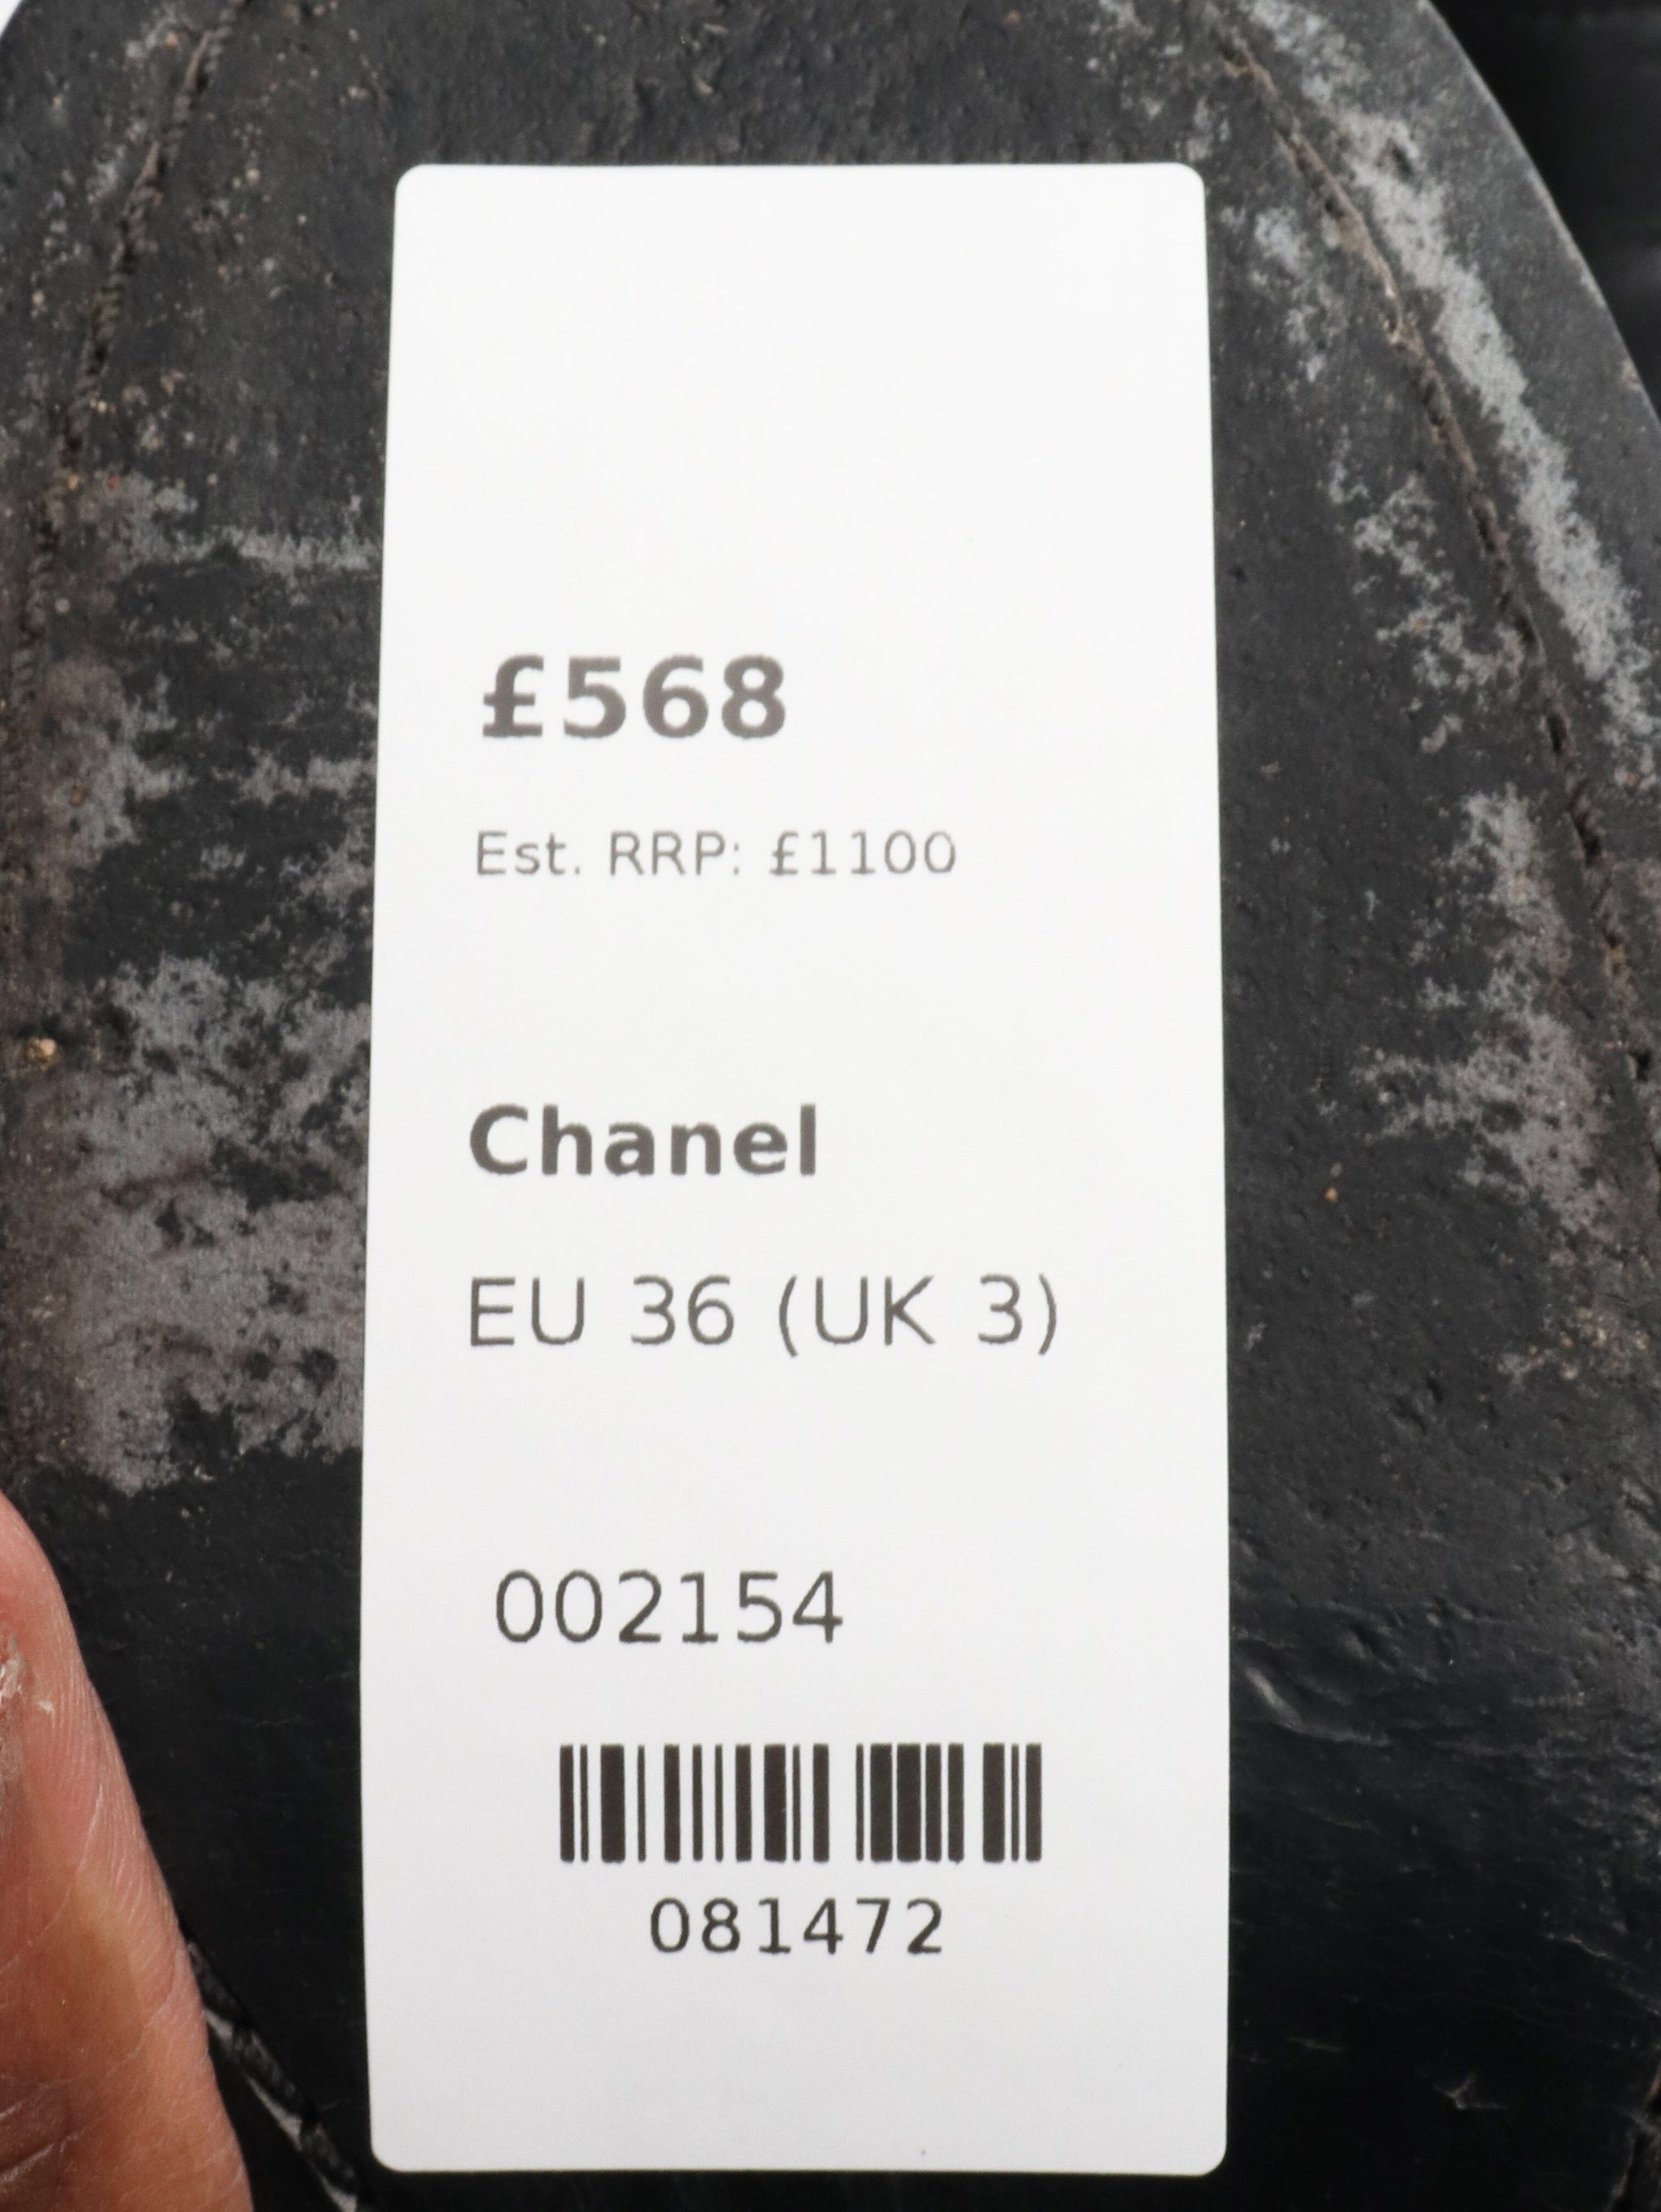 £568
Est. RRP: £1100
Chanel
EU 36 (UK 3)
002154
081472